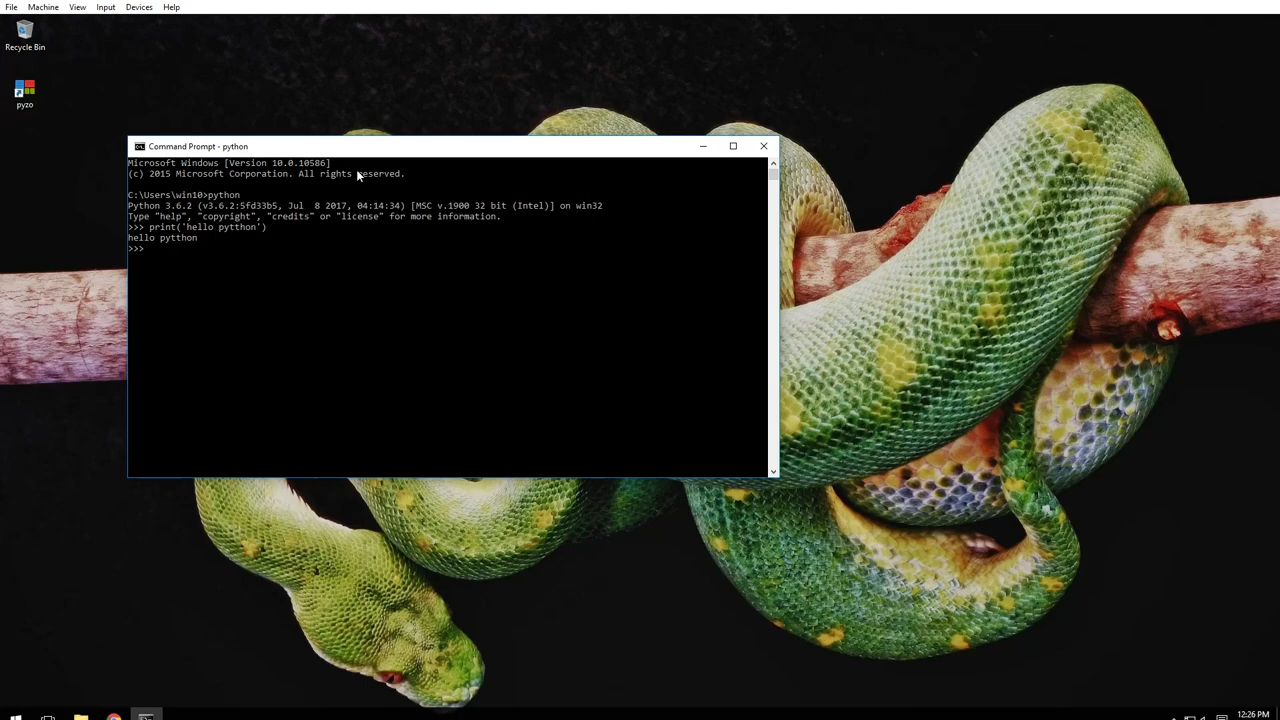 File Machine View Input Devices Help
Recycle Bin
pyzo
Command Prompt - python
Microsoft Windows [Version 10.0.10586]
(c) 2015 Microsoft Corporation. All rights reserved.
C:\Users\win10>python
Python 3.6.2 (v3.6.2:5fd33b5, Jul  8 2017, 04:14:34) [MSC v.1900 32 bit (Intel)] on win32
Type "help", "copyright", "credits" or "license" for more information.
>>> print('hello pytthon')
hello pytthon
>>>
12:26 PM